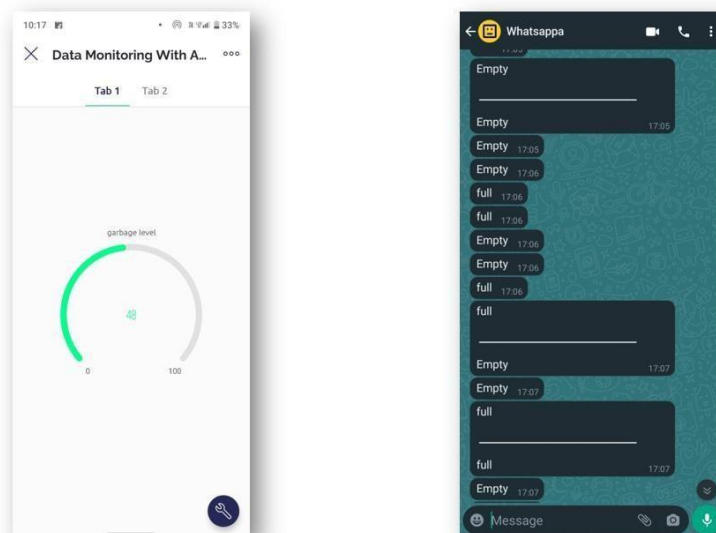 10:17 33%
Data Monitoring With A...
Tab 1 Tab 2
garbage level
48
0 100
Whatsappa
17:05
Empty
Empty 17:05
Empty 17:05
Empty 17:06
full 17:06
full 17:06
Empty 17:06
Empty 17:06
full 17:06
full
Empty 17:07
Empty 17:07
full
full 17:07
Empty 17:07
Message